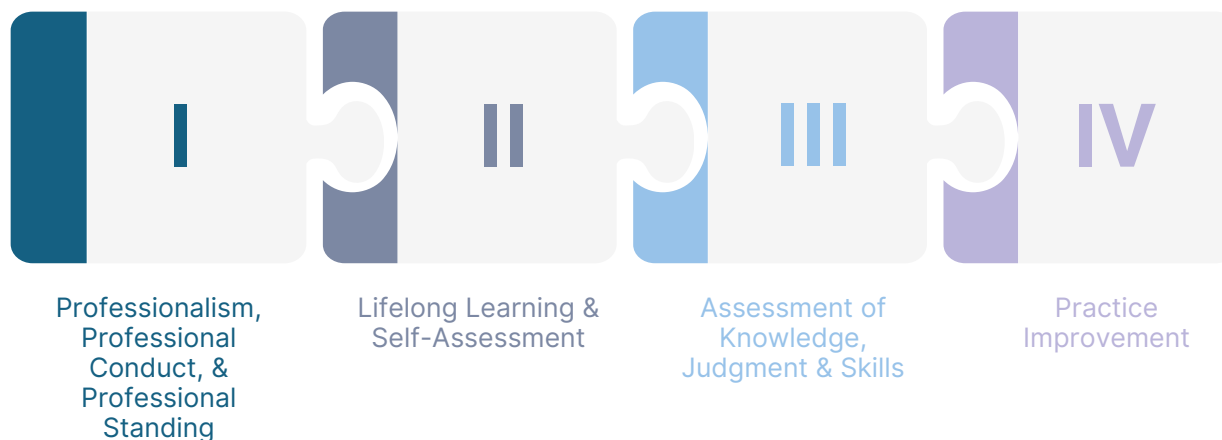 I
II
III
IV
Professionalism,
Professional
Conduct, &
Professional
Standing
Lifelong Learning &
Self-Assessment
Assessment of
Knowledge,
Judgment & Skills
Practice
Improvement